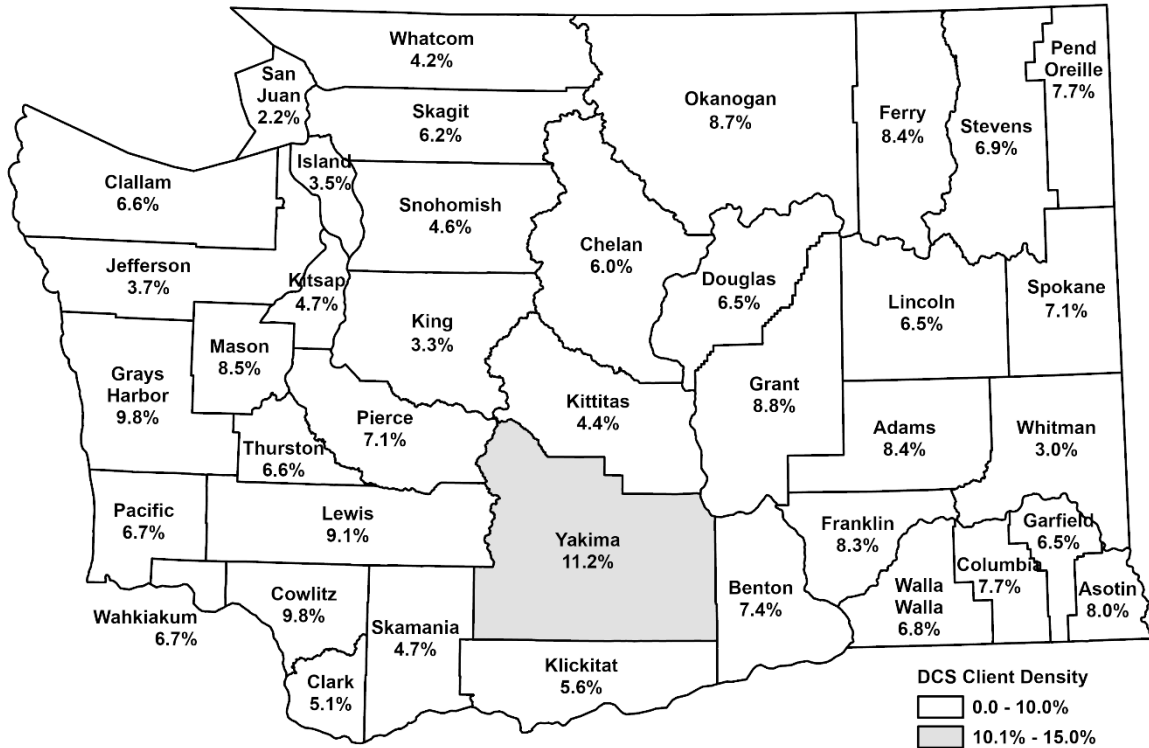 Whatcom
4.2%
San
Juan
2.2%
Skagit
6.2%
Island
3.5%
Clallam
6.6%
Snohomish
4.6%
Jefferson
3.7%
Kitsap
4.7%
King
3.3%
Mason
8.5%
Grays
Harbor
9.8%
Pierce
7.1%
Thurston
6.6%
Pacific
6.7%
Lewis
9.1%
Wahkiakum
6.7%
Cowlitz
9.8%
Clark
5.1%
Skamania
4.7%
Okanogan
8.7%
Ferry
8.4%
Stevens
6.9%
Pend
Oreille
7.7%
Chelan
6.0%
Douglas
6.5%
Lincoln
6.5%
Spokane
7.1%
Kittitas
4.4%
Grant
8.8%
Adams
8.4%
Whitman
3.0%
Yakima
11.2%
Klickitat
5.6%
Benton
7.4%
Franklin
8.3%
Walla
Walla
6.8%
Columbia
7.7%
Garfield
6.5%
Asotin
8.0%
DCS Client Density
0.0 - 10.0%
10.1% - 15.0%